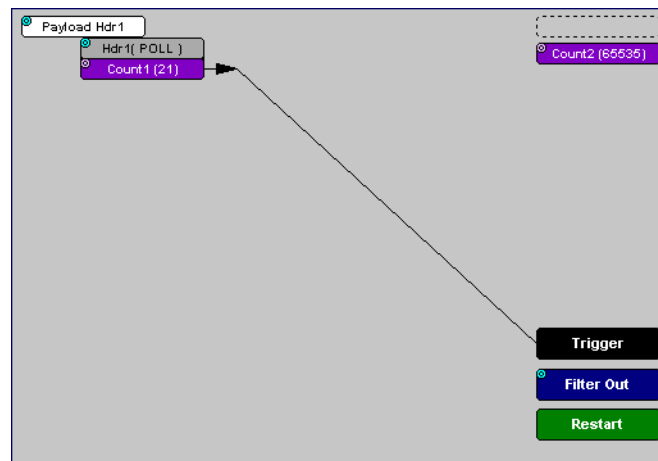 Payload Hdr1
Hdr1( POLL )
Count1 (21)
Count2 (65535)
Trigger
Filter Out
Restart